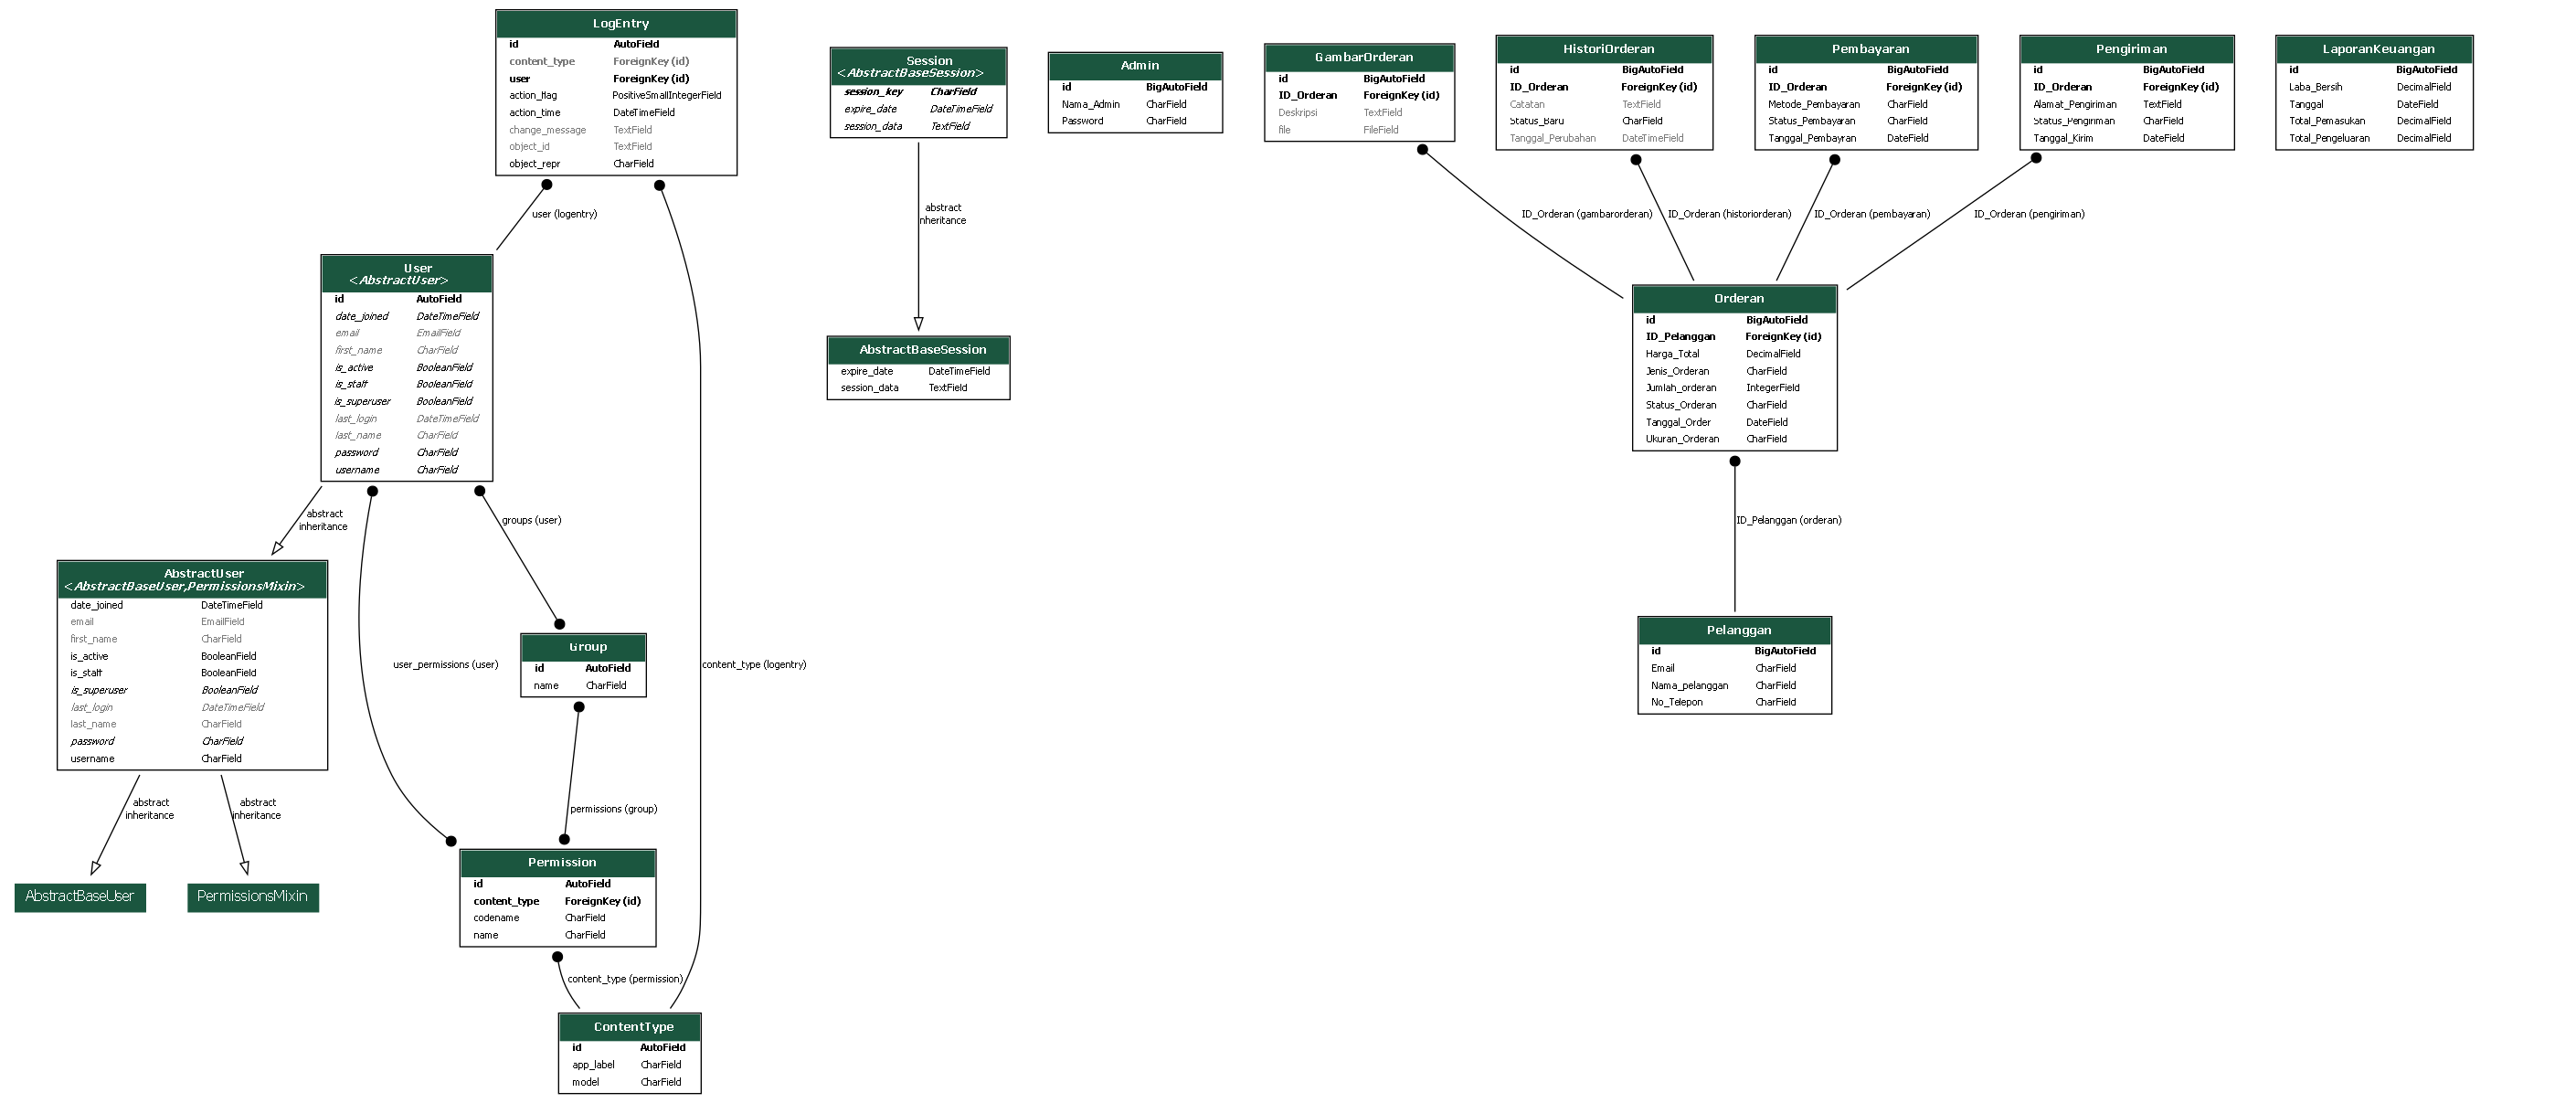 LogEntry
id AutoField
content_type ForeignKey (id)
user ForeignKey (id)
action_flag PositiveSmallIntegerField
action_time DateTimeField
change_message TextField
object_id TextField
object_repr CharField
user (logentry)
User
<AbstractUser>
id AutoField
date_joined DateTimeField
email EmailField
first_name CharField
is_active BooleanField
is_staff BooleanField
is_superuser BooleanField
last_login DateTimeField
last_name CharField
password CharField
username CharField
abstract
inheritance
groups (user)
AbstractUser
<AbstractBaseUser,PermissionsMixin>
date_joined DateTimeField
email EmailField
first_name CharField
is_active BooleanField
is_staff BooleanField
is_superuser BooleanField
last_login DateTimeField
last_name CharField
password CharField
username CharField
user_permissions (user)
Group
id AutoField
name CharField
content_type (logentry)
abstract
inheritance
abstract
inheritance
permissions (group)
AbstractBaseUser
PermissionsMixin
Permission
id AutoField
content_type ForeignKey (id)
codename CharField
name CharField
content_type (permission)
ContentType
id AutoField
app_label CharField
model CharField
Session
<AbstractBaseSession>
session_key CharField
expire_date DateTimeField
session_data TextField
abstract
inheritance
AbstractBaseSession
expire_date DateTimeField
session_data TextField
Admin
id BigAutoField
Nama_Admin CharField
Password CharField
GambarOrderan
id BigAutoField
ID_Orderan ForeignKey (id)
Deskripsi TextField
file FileField
HistoriOrderan
id BigAutoField
ID_Orderan ForeignKey (id)
Catatan TextField
Status_Baru CharField
Tanggal_Perubahan DateTimeField
Pembayaran
id BigAutoField
ID_Orderan ForeignKey (id)
Metode_Pembayaran CharField
Status_Pembayaran CharField
Tanggal_Pembayran DateField
Pengiriman
id BigAutoField
ID_Orderan ForeignKey (id)
Alamat_Pengiriman TextField
Status_Pengiriman CharField
Tanggal_Kirim DateField
LaporanKeuangan
id BigAutoField
Laba_Bersih DecimalField
Tanggal DateField
Total_Pemasukan DecimalField
Total_Pengeluaran DecimalField
ID_Orderan (gambarorderan)
ID_Orderan (historiorderan)
ID_Orderan (pembayaran)
ID_Orderan (pengiriman)
Orderan
id BigAutoField
ID_Pelanggan ForeignKey (id)
Harga_Total DecimalField
Jenis_Orderan CharField
Jumlah_orderan IntegerField
Status_Orderan CharField
Tanggal_Order DateField
Ukuran_Orderan CharField
ID_Pelanggan (orderan)
Pelanggan
id BigAutoField
Email CharField
Nama_pelanggan CharField
No_Telepon CharField